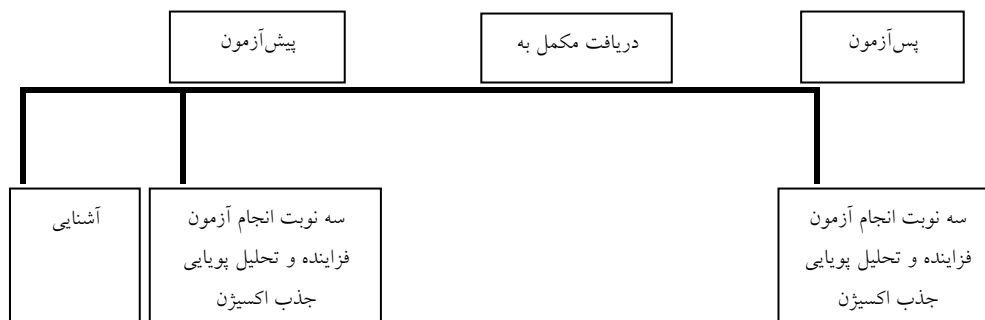 پیش‌آزمون
دریافت مکمل به
پس‌آزمون
آشنایی
سه نوبت انجام آزمون
فزاینده و تحلیل پویایی
جذب اکسیژن
سه نوبت انجام آزمون
فزاینده و تحلیل پویایی
جذب اکسیژن